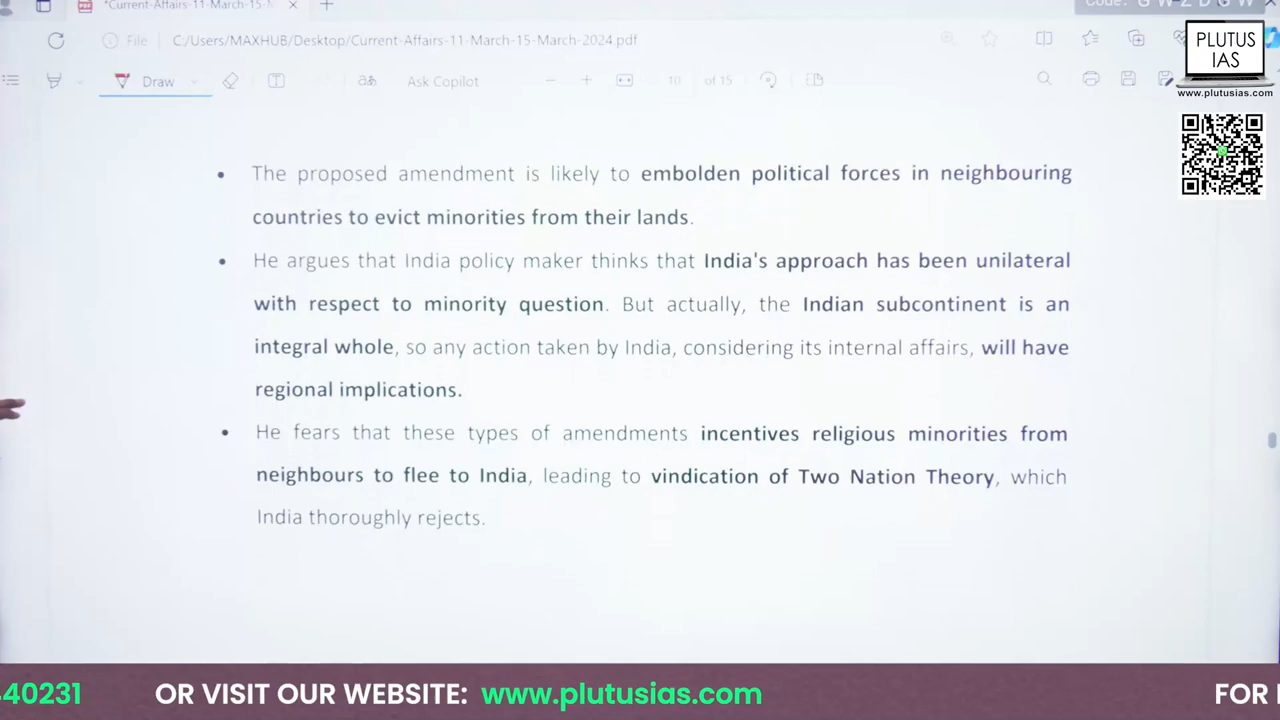 *Current-Affairs-11-March-15-M
File C:/Users/MAXHUB/Desktop/Current-Affairs-11-March-15-March-2024.pdf
Draw Ask Copilot 10 of 15
PLUTUS
IAS
www.plutusias.com
The proposed amendment is likely to embolden political forces in neighbouring
countries to evict minorities from their lands.
He argues that India policy maker thinks that India's approach has been unilateral
with respect to minority question. But actually, the Indian subcontinent is an
integral whole, so any action taken by India, considering its internal affairs, will have
regional implications.
He fears that these types of amendments incentives religious minorities from
neighbours to flee to India, leading to vindication of Two Nation Theory, which
India thoroughly rejects.
40231 OR VISIT OUR WEBSITE: www.plutusias.com FOR